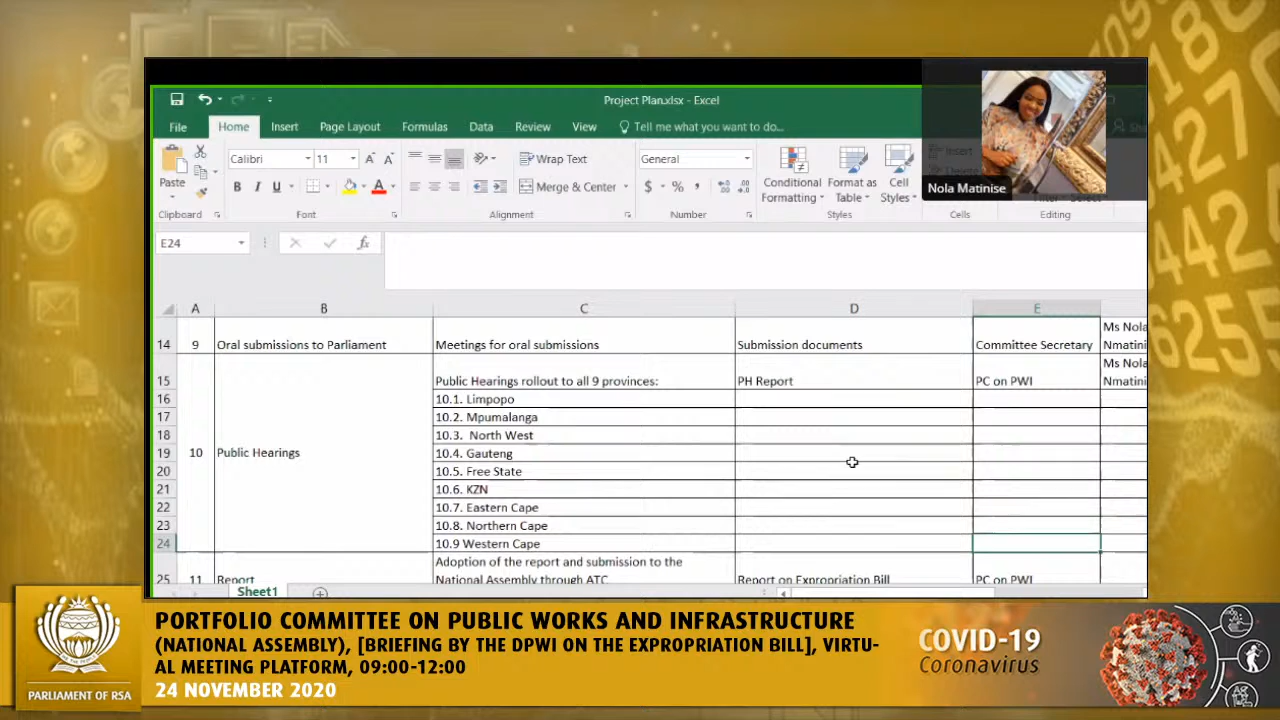 Project Plan.xlsx - Excel
File Home Insert Page Layout Formulas Data Review View Tell me what you want to do...
Nola Matinise
Paste
Calibri 11
Wrap Text
Merge & Center
General
$ % ,
Conditional Formatting
Format as Table
Cell Styles
Insert
Delete
Clipboard Font Alignment Number Styles Cells Editing
E24 fx
A B C D E
14 9 Oral submissions to Parliament Meetings for oral submissions Submission documents Committee Secretary Ms Nola Nmatini
15 Public Hearings rollout to all 9 provinces: PH Report PC on PWI Ms Nola Nmatini
16 10.1. Limpopo
17 10.2. Mpumalanga
18 10.3. North West
19 10 Public Hearings 10.4. Gauteng
20 10.5. Free State
21 10.6. KZN
22 10.7. Eastern Cape
23 10.8. Northern Cape
24 10.9 Western Cape
25 11 Report Adoption of the report and submission to the National Assembly through ATC Report on Expropriation Bill PC on PWI
Sheet1
PARLIAMENT OF RSA
PORTFOLIO COMMITTEE ON PUBLIC WORKS AND INFRASTRUCTURE
(NATIONAL ASSEMBLY), [BRIEFING BY THE DPWI ON THE EXPROPRIATION BILL], VIRTU-
AL MEETING PLATFORM, 09:00-12:00
24 NOVEMBER 2020
COVID-19
Coronavirus